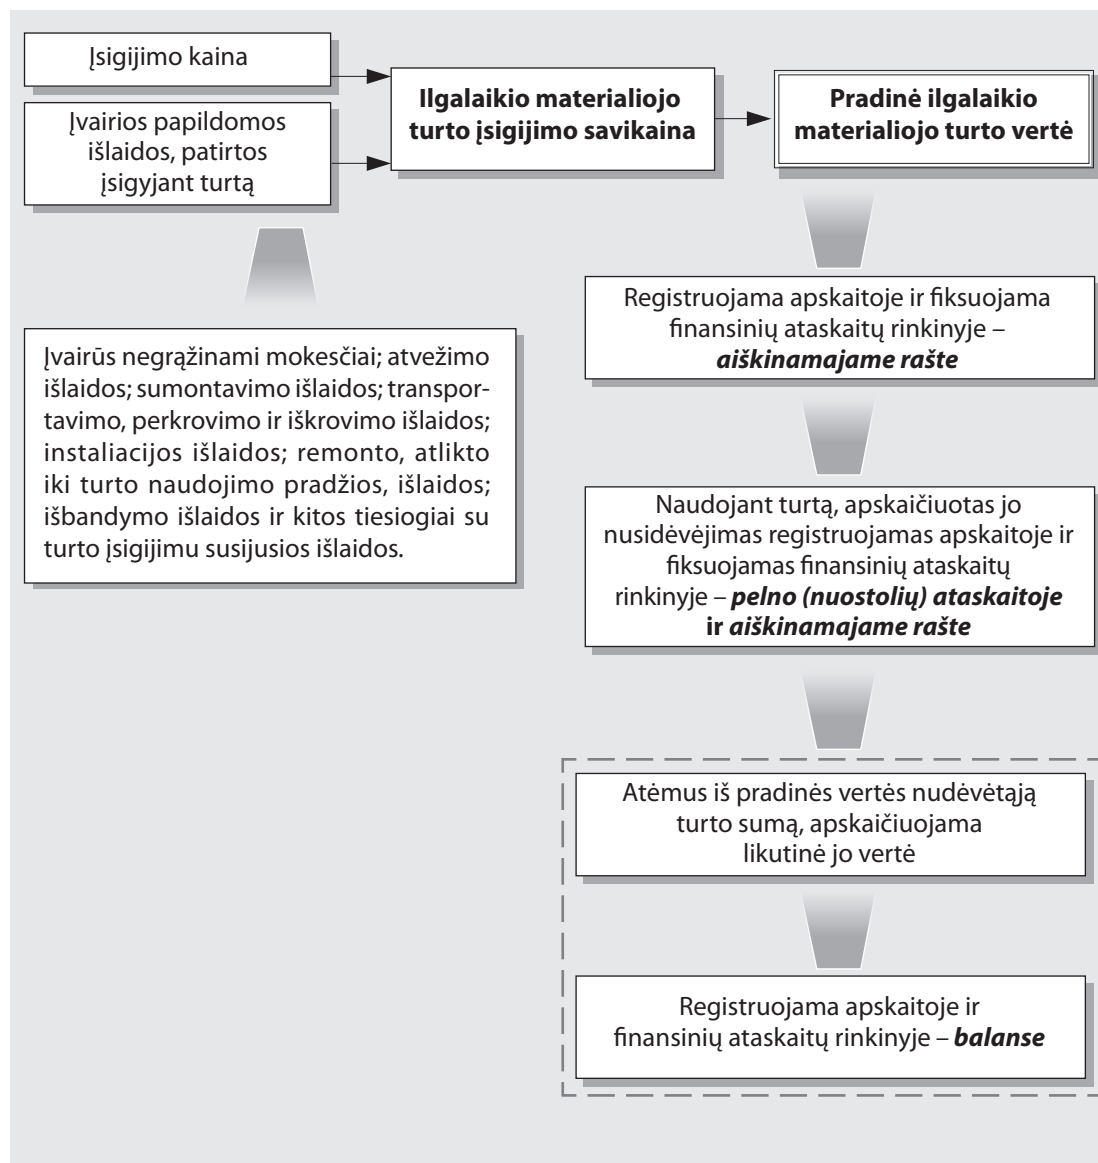 Įsigijimo kaina
Įvairios papildomos
išlaidos, patirtos
įsigyjant turtą
Ilgalaikio materialiojo
turto įsigijimo savikaina
Pradinė ilgalaikio
materialiojo turto vertė
Įvairūs negrąžinami mokesčiai; atvežimo
išlaidos; sumontavimo išlaidos; transpor-
tavimo, perkrovimo ir iškrovimo išlaidos;
instaliacijos išlaidos; remonto, atlikto
iki turto naudojimo pradžios, išlaidos;
išbandymo išlaidos ir kitos tiesiogiai su
turto įsigijimu susijusios išlaidos.
Registruojama apskaitoje ir fiksuojama
finansinių ataskaitų rinkinyje –
aiškinamajame rašte
Naudojant turtą, apskaičiuotas jo
nusidėvėjimas registruojamas apskaitoje ir
fiksuojamas finansinių ataskaitų
rinkinyje – pelno (nuostolių) ataskaitoje
ir aiškinamajame rašte
Atėmus iš pradinės vertės nudėvėtąją
turto sumą, apskaičiuojama
likutinė jo vertė
Registruojama apskaitoje ir
finansinių ataskaitų rinkinyje – balanse